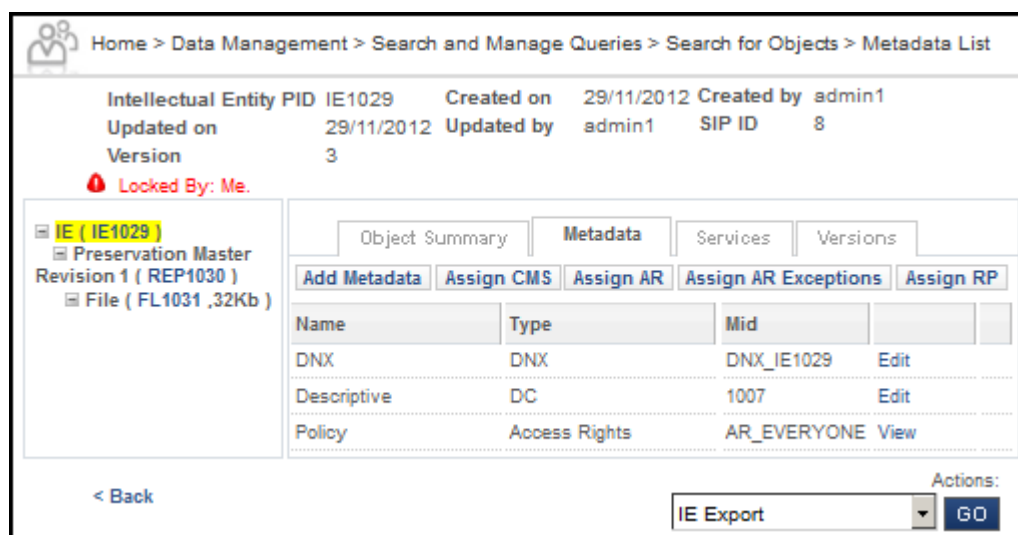 Home > Data Management > Search and Manage Queries > Search for Objects > Metadata List
Intellectual Entity PID IE1029 Created on 29/11/2012 Created by admin1
Updated on 29/11/2012 Updated by admin1 SIP ID 8
Version 3
Locked By: Me.
IE ( IE1029 )
Preservation Master
Revision 1 ( REP1030 )
File ( FL1031 ,32Kb )
Object Summary Metadata Services Versions
Add Metadata Assign CMS Assign AR Assign AR Exceptions Assign RP
Name Type Mid
DNX DNX DNX_IE1029 Edit
Descriptive DC 1007 Edit
Policy Access Rights AR_EVERYONE View
< Back
Actions:
IE Export GO